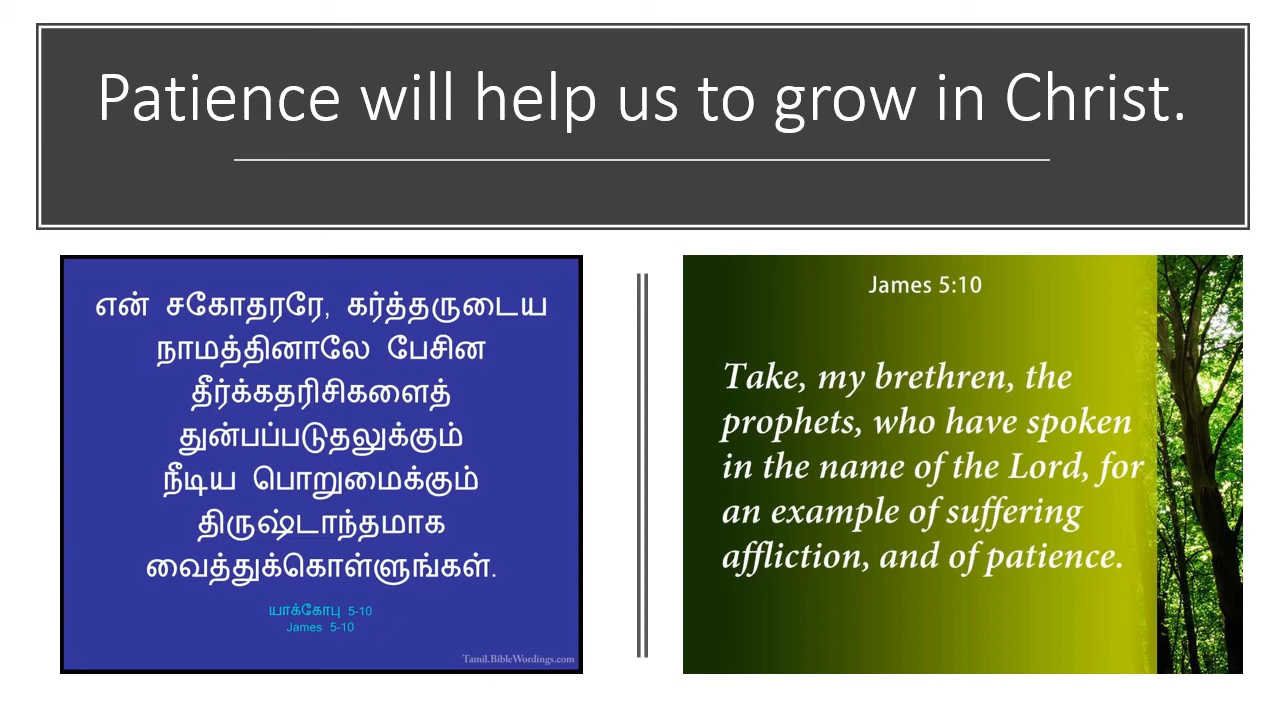 Patience will help us to grow in Christ.
என் சகோதரரே, கர்த்தருடைய
நாமத்தினாலே பேசின
தீர்க்கதரிசிகளைத்
துன்பப்படுதலுக்கும்
நீடிய பொறுமைக்கும்
திருஷ்டாந்தமாக
வைத்துக்கொள்ளுங்கள்.
யாக்கோபு 5-10
James 5-10
Tamil.BibleWordings.com
James 5:10
Take, my brethren, the
prophets, who have spoken
in the name of the Lord, for
an example of suffering
affliction, and of patience.